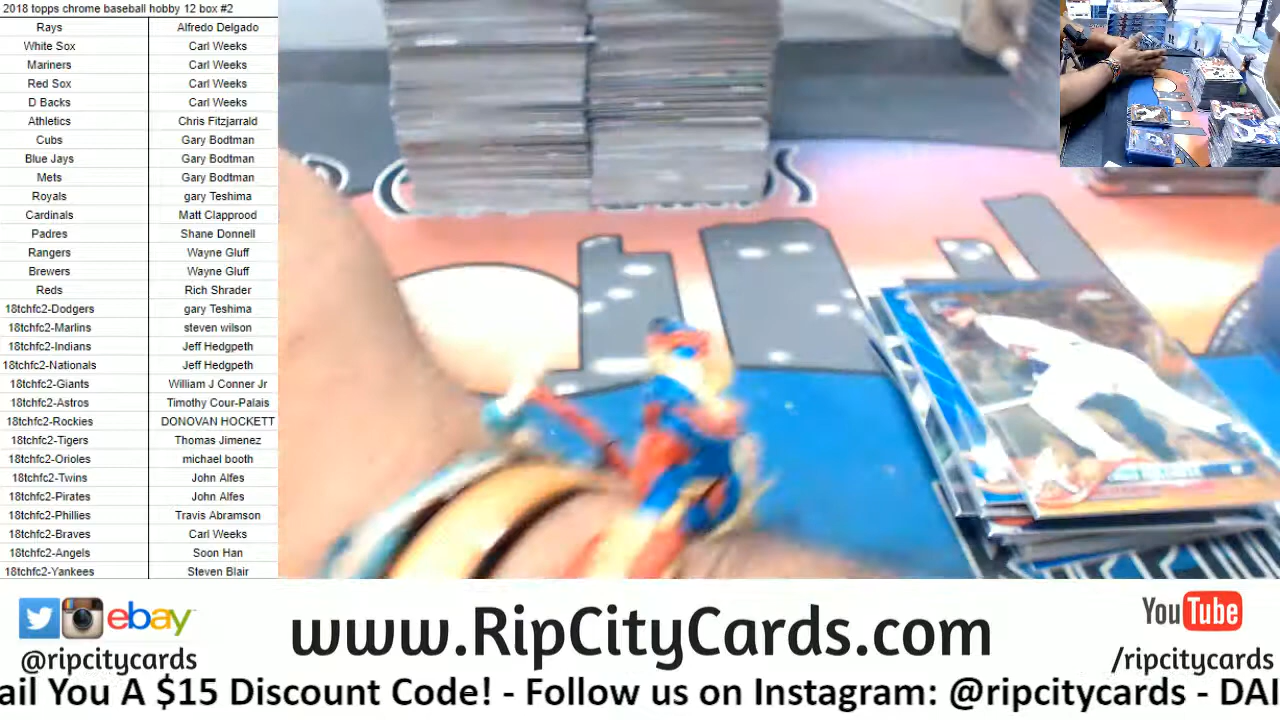 2018 topps chrome baseball hobby 12 box #2
Rays Alfredo Delgado
White Sox Carl Weeks
Mariners Carl Weeks
Red Sox Carl Weeks
D Backs Carl Weeks
Athletics Chris Fitzjarrald
Cubs Gary Bodtman
Blue Jays Gary Bodtman
Mets Gary Bodtman
Royals gary Teshima
Cardinals Matt Clapprood
Padres Shane Donnell
Rangers Wayne Gluff
Brewers Wayne Gluff
Reds Rich Shrader
18tchfc2-Dodgers gary Teshima
18tchfc2-Marlins steven wilson
18tchfc2-Indians Jeff Hedgpeth
18tchfc2-Nationals Jeff Hedgpeth
18tchfc2-Giants William J Conner Jr
18tchfc2-Astros Timothy Cour-Palais
18tchfc2-Rockies DONOVAN HOCKETT
18tchfc2-Tigers Thomas Jimenez
18tchfc2-Orioles michael booth
18tchfc2-Twins John Alfes
18tchfc2-Pirates John Alfes
18tchfc2-Phillies Travis Abramson
18tchfc2-Braves Carl Weeks
18tchfc2-Angels Soon Han
18tchfc2-Yankees Steven Blair
ebay
@ripcitycards
www.RipCityCards.com
YouTube
/ripcitycards
ail You A $15 Discount Code! - Follow us on Instagram: @ripcitycards - DAI